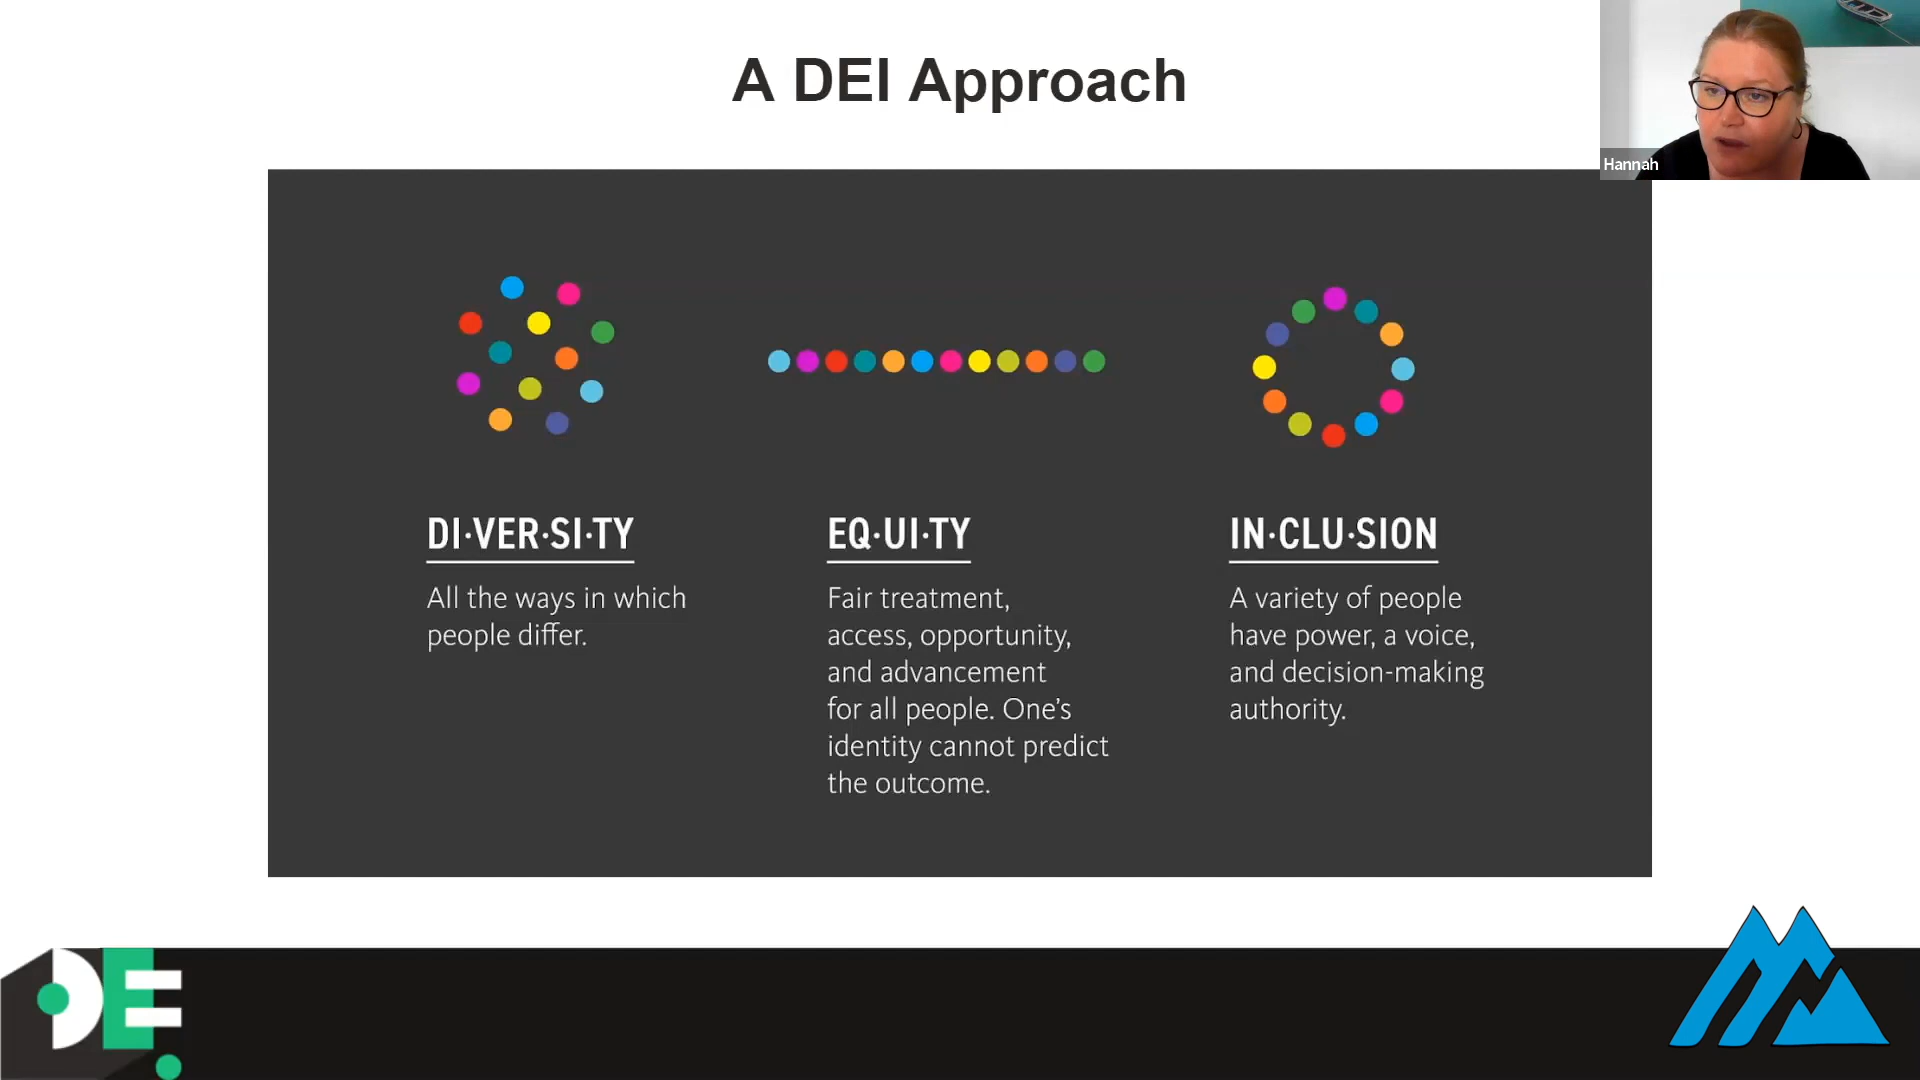 A DEI Approach
Hannah
DI·VER·SI·TY
All the ways in which
people differ.
EQ·UI·TY
Fair treatment,
access, opportunity,
and advancement
for all people. One’s
identity cannot predict
the outcome.
IN·CLU·SION
A variety of people
have power, a voice,
and decision-making
authority.
DE